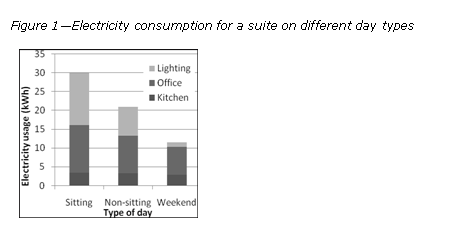 Figure 1—Electricity consumption for a suite on different day types
35
30
25
20
15
10
5
0
Electricity usage (kWh)
Lighting
Office
Kitchen
Sitting Non-sitting Weekend
Type of day